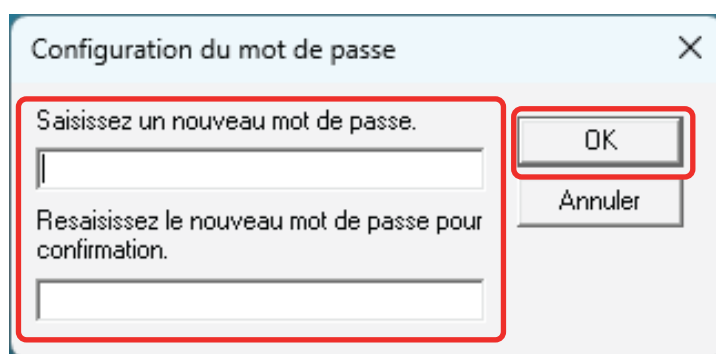 Configuration du mot de passe
Saisissez un nouveau mot de passe.
OK
Annuler
Resaisissez le nouveau mot de passe pour
confirmation.